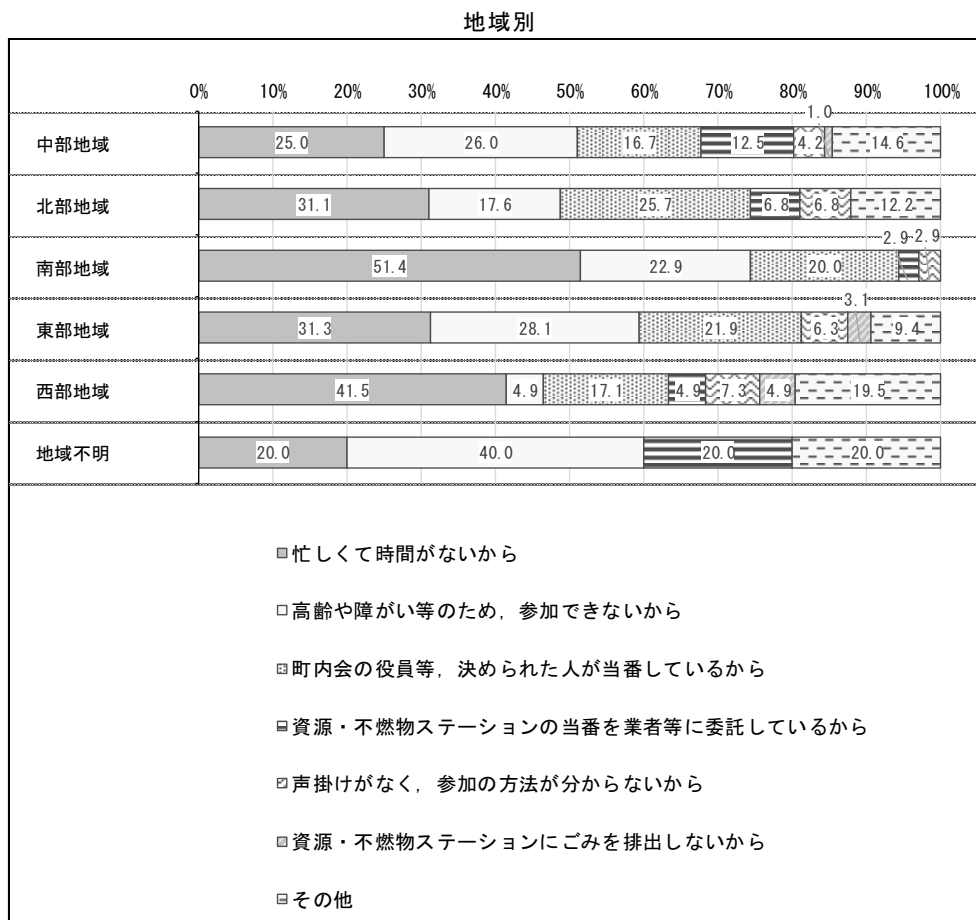 地域別
0% 10% 20% 30% 40% 50% 60% 70% 80% 90% 100%
1.0
中部地域 25.0 26.0 16.7 12.5 4.2 14.6
北部地域 31.1 17.6 25.7 6.8 6.8 12.2
2.9 2.9
南部地域 51.4 22.9 20.0
3.1
東部地域 31.3 28.1 21.9 6.3 9.4
西部地域 41.5 4.9 17.1 4.9 7.3 4.9 19.5
地域不明 20.0 40.0 20.0 20.0
忙しくて時間がないから
高齢や障がい等のため，参加できないから
町内会の役員等，決められた人が当番しているから
資源・不燃物ステーションの当番を業者等に委託しているから
声掛けがなく，参加の方法が分からないから
資源・不燃物ステーションにごみを排出しないから
その他